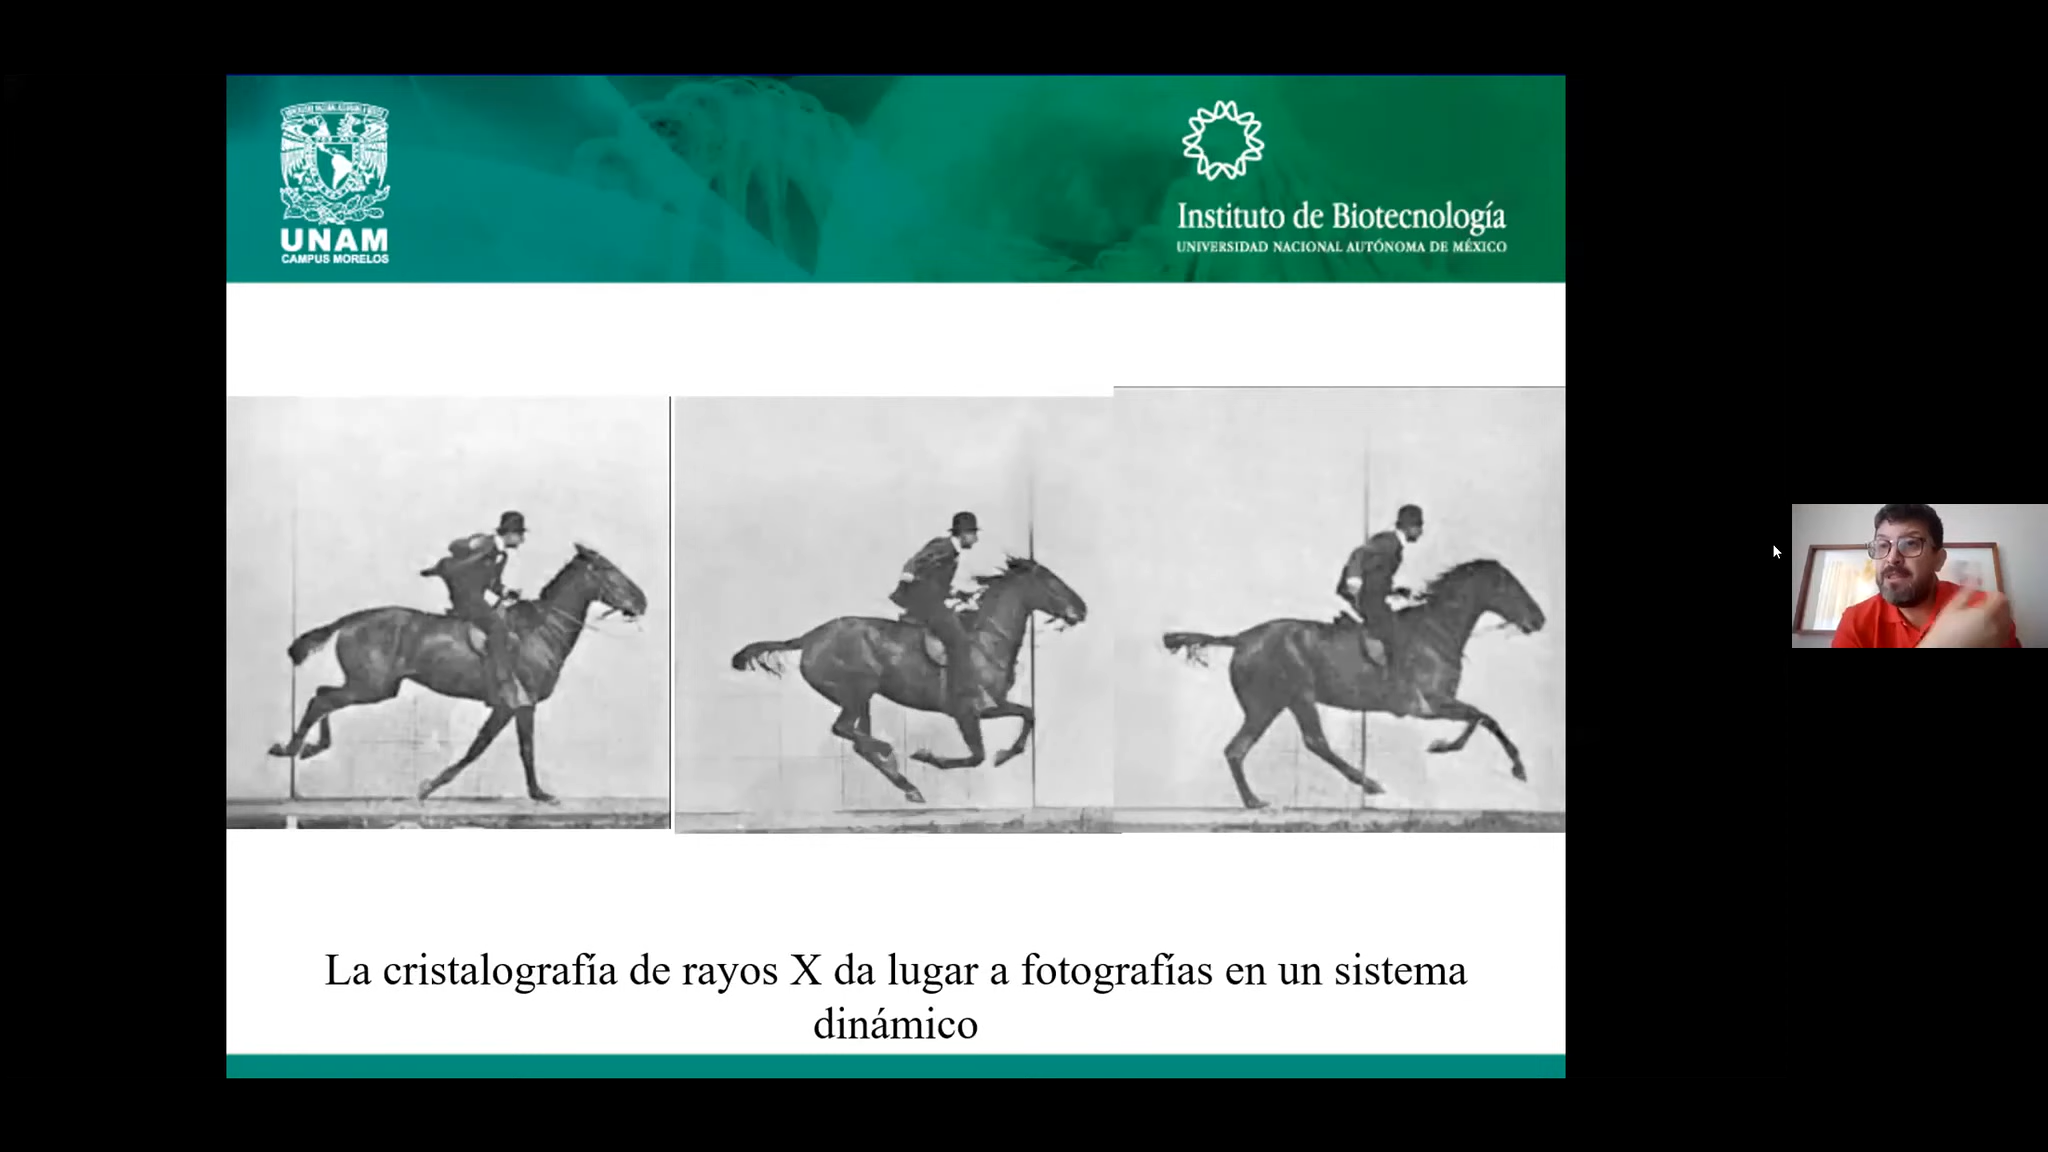 UNAM
CAMPUS MORELOS
Instituto de Biotecnología
UNIVERSIDAD NACIONAL AUTÓNOMA DE MÉXICO
La cristalografía de rayos X da lugar a fotografías en un sistema
dinámico